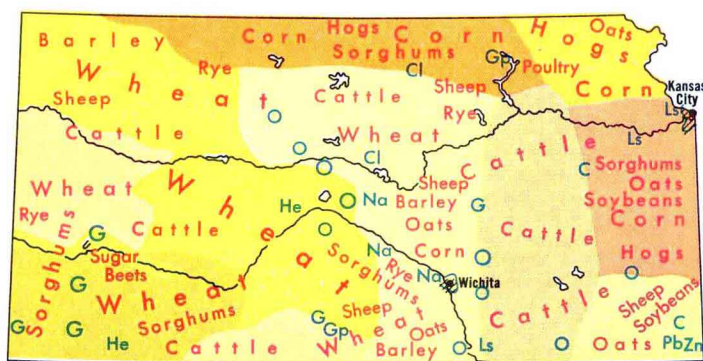 Barley
Corn
Hogs
Sorghums
Corn
Hogs
Oats
Wheat
Rye
Cl
Gp
Poultry
Corn
Kansas
City
Ls
Sheep
Cattle
Sheep
Rye
Cattle
Wheat
O
O
O
Cl
Ls
Cattle
C
Sorghums
Oats
Soybeans
Corn
Hogs
Wheat
Rye
Wheat
Cattle
He
O
Na
Sheep
Barley
Oats
Corn
G
Cattle
G
O
Na
Sorghums
Rye
Na
O
O
Sugar
Beets
Sorghums
G
Wheat
Wichita
O
Cattle
Sheep
Soybeans
G
G
He
Sorghums
Cattle
G
Gp
Sheep
Wheat
Oats
Barley
O
Ls
O
Oats
C
PbZn